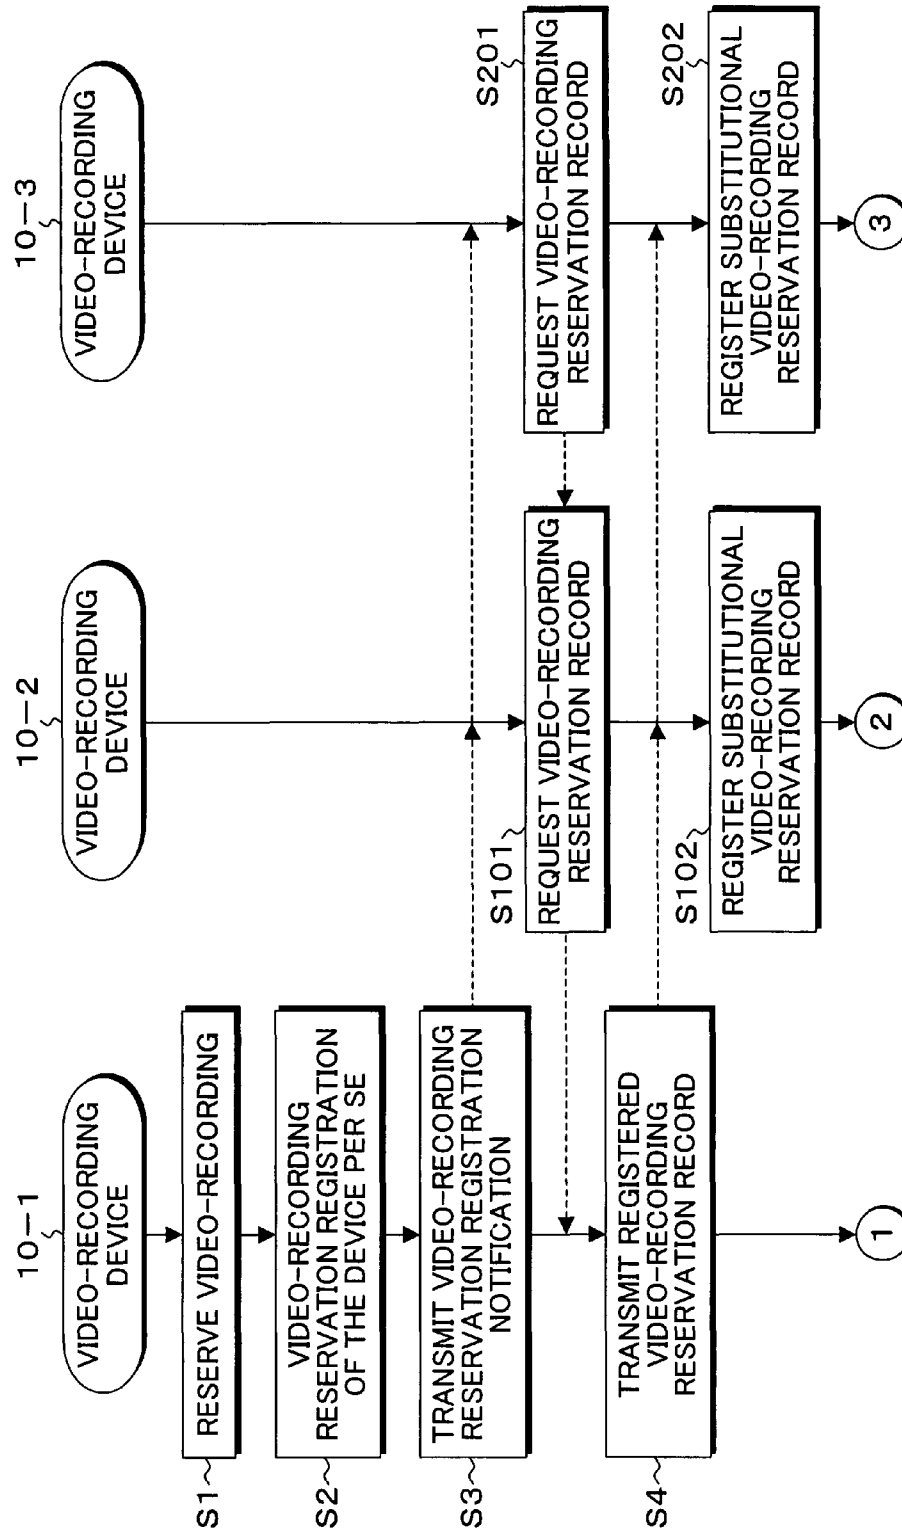 10-1
VIDEO-RECORDING
DEVICE
S1
RESERVE VIDEO-RECORDING
S2
VIDEO-RECORDING
RESERVATION REGISTRATION
OF THE DEVICE PER SE
S3
TRANSMIT VIDEO-RECORDING
RESERVATION REGISTRATION
NOTIFICATION
S4
TRANSMIT REGISTERED
VIDEO-RECORDING
RESERVATION RECORD
1
10-2
VIDEO-RECORDING
DEVICE
S101
REQUEST VIDEO-RECORDING
RESERVATION RECORD
S102
REGISTER SUBSTITUTIONAL
VIDEO-RECORDING
RESERVATION RECORD
2
10-3
VIDEO-RECORDING
DEVICE
S201
REQUEST VIDEO-RECORDING
RESERVATION RECORD
S202
REGISTER SUBSTITUTIONAL
VIDEO-RECORDING
RESERVATION RECORD
3